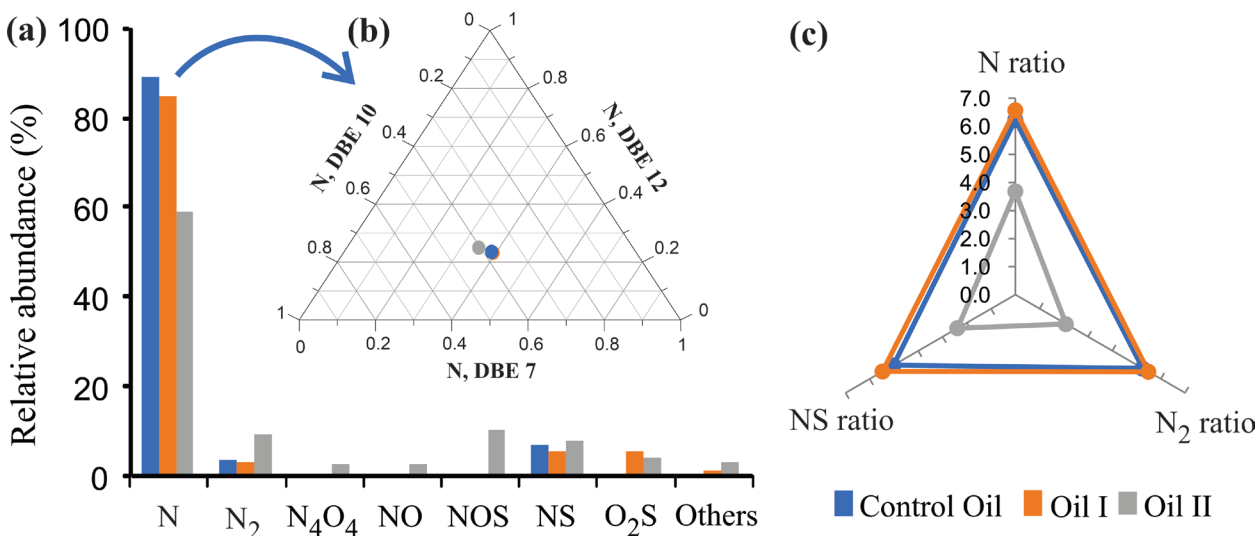 (a)
Relative abundance (%)
100
80
60
40
20
0
N
N₂
N₄O₄
NO
NOS
NS
O₂S
Others
(b)
0
1
0.2
0.8
0.4
0.6
0.6
0.4
0.8
0.2
1
0
N, DBE 10
N, DBE 12
0
0.2
0.4
0.6
0.8
1
N, DBE 7
(c)
N ratio
7.0
6.0
5.0
4.0
3.0
2.0
1.0
0.0
NS ratio
N₂ ratio
Control Oil
Oil I
Oil II